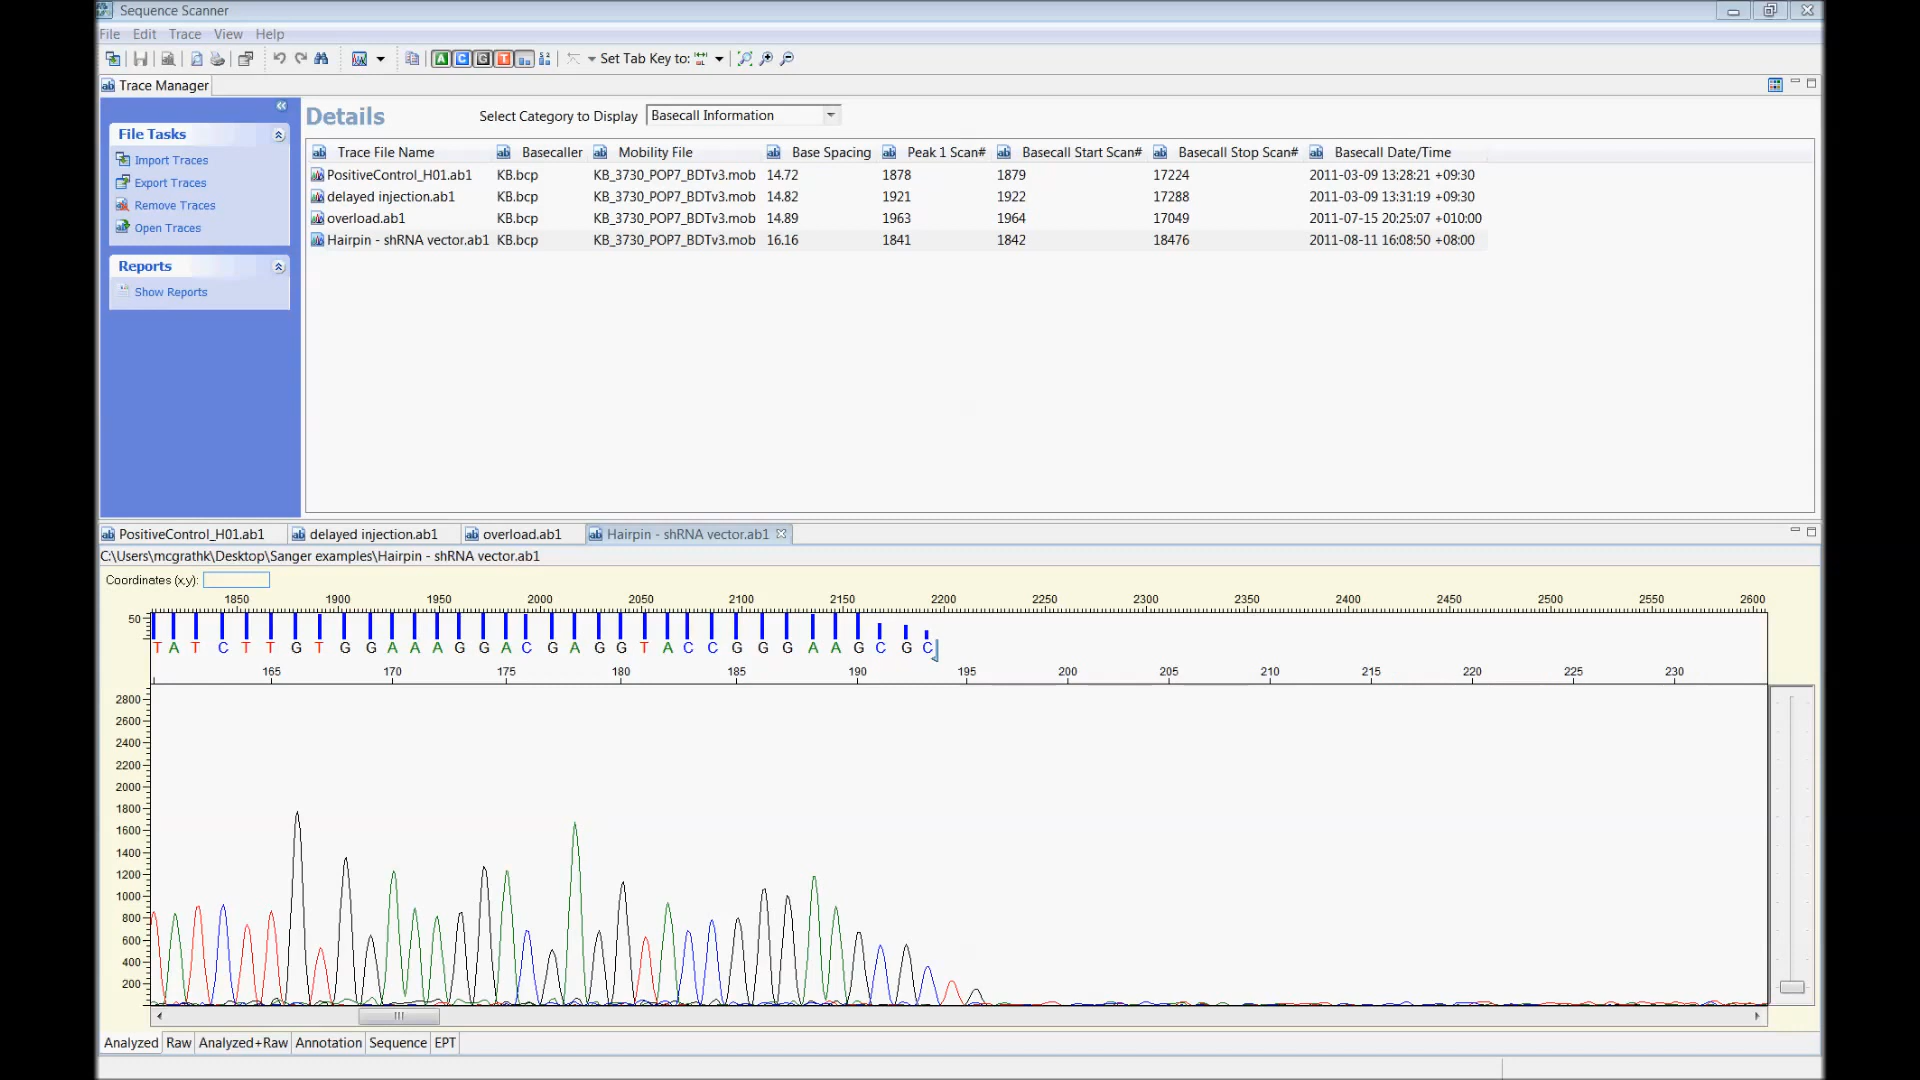 Sequence Scanner
File Edit Trace View Help
A C G T Set Tab Key to:
Trace Manager
Details Select Category to Display Basecall Information
File Tasks
Import Traces
Export Traces
Remove Traces
Open Traces
Reports
Show Reports
Trace File Name Basecaller Mobility File Base Spacing Peak 1 Scan# Basecall Start Scan# Basecall Stop Scan# Basecall Date/Time
PositiveControl_H01.ab1 KB.bcp KB_3730_POP7_BDTv3.mob 14.72 1878 1879 17224 2011-03-09 13:28:21 +09:30
delayed injection.ab1 KB.bcp KB_3730_POP7_BDTv3.mob 14.82 1921 1922 17288 2011-03-09 13:31:19 +09:30
overload.ab1 KB.bcp KB_3730_POP7_BDTv3.mob 14.89 1963 1964 17049 2011-07-15 20:25:07 +010:00
Hairpin - shRNA vector.ab1 KB.bcp KB_3730_POP7_BDTv3.mob 16.16 1841 1842 18476 2011-08-11 16:08:50 +08:00
PositiveControl_H01.ab1 delayed injection.ab1 overload.ab1 Hairpin - shRNA vector.ab1
C:\Users\mcgrathk\Desktop\Sanger examples\Hairpin - shRNA vector.ab1
Coordinates (x,y):
1850 1900 1950 2000 2050 2100 2150 2200 2250 2300 2350 2400 2450 2500 2550 2600
50
T A T C T T G T G G A A A G G A C G A G G T A C C G G G A A G C G C
165 170 175 180 185 190 195 200 205 210 215 220 225 230
2800
2600
2400
2200
2000
1800
1600
1400
1200
1000
800
600
400
200
Analyzed Raw Analyzed+Raw Annotation Sequence EPT